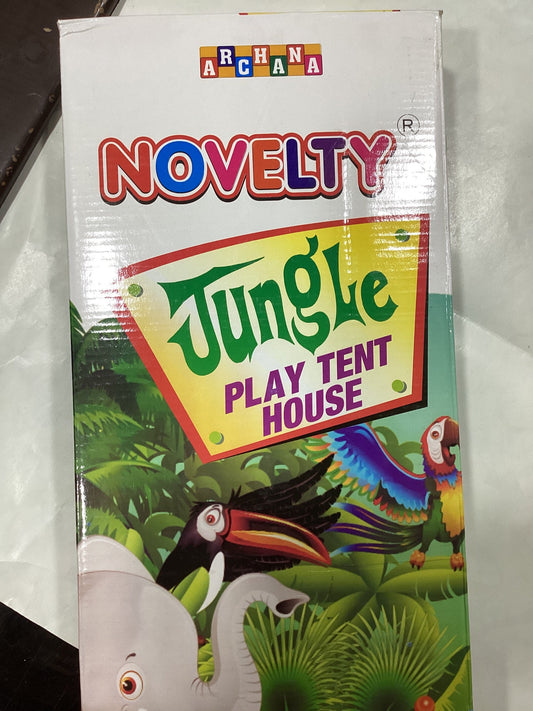 ARCHANA
NOVELTY ®
Jungle
PLAY TENT
HOUSE